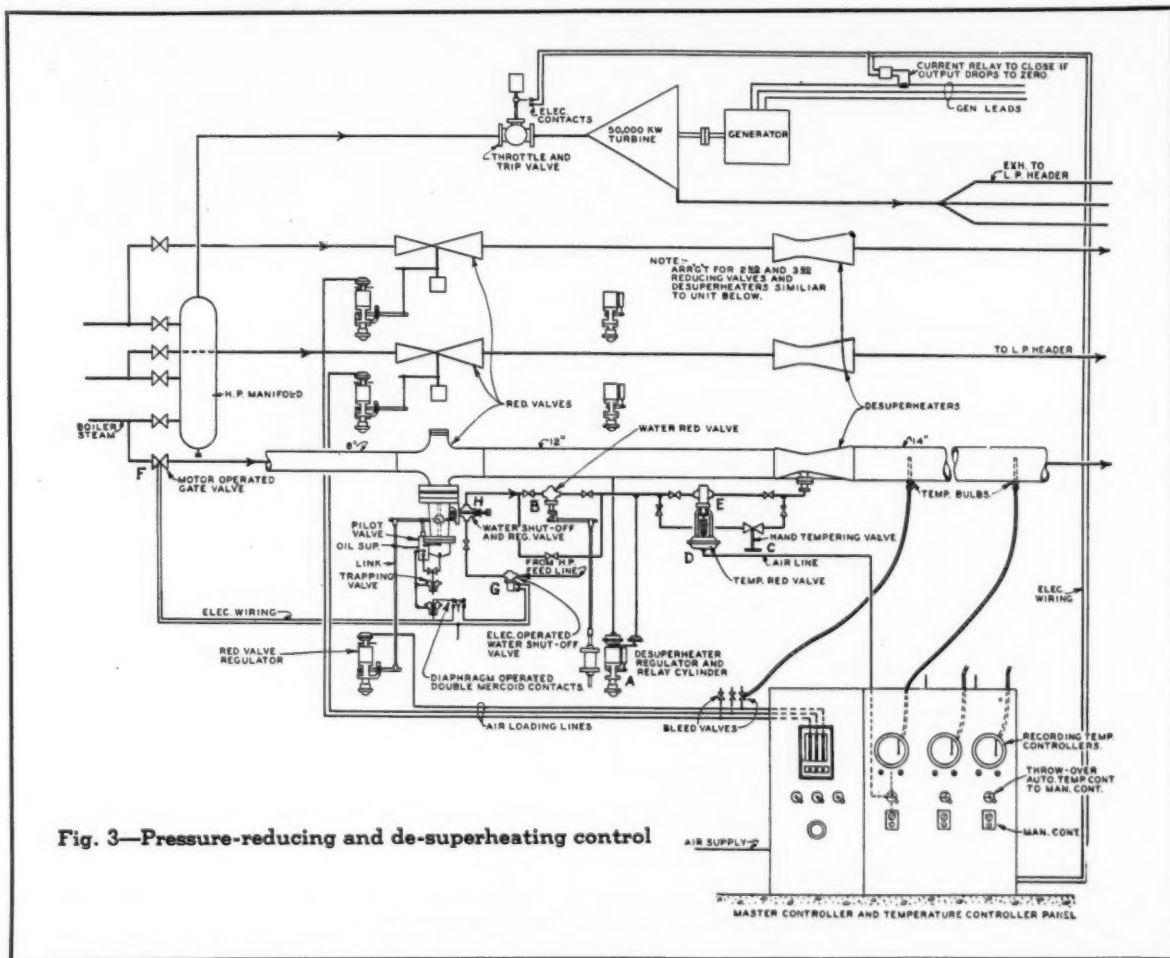 CURRENT RELAY TO CLOSE IF
OUTPUT DROPS TO ZERO.
GEN LEADS
ELEC.
CONTACTS
50,000 KW
TURBINE
GENERATOR
THROTTLE AND
TRIP VALVE
EXH. TO
L.P. HEADER
NOTE:-
ARRGT FOR 2ND AND 3RD
REDUCING VALVES AND
DESUPERHEATERS SIMILIAR
TO UNIT BELOW.
TO L.P. HEADER
H.P. MANIFOLD
RED. VALVES
DESUPERHEATERS
BOILER
STEAM
8"
12"
WATER RED VALVE
14"
F
MOTOR OPERATED
GATE VALVE
TEMP. BULBS
H
B
E
PILOT
VALVE
WATER SHUT-OFF
AND REG. VALVE
OIL SUP.
HAND TEMPERING VALVE
C
LINK
FROM H.P.
FEED LINE
D
AIR LINE
TRAPPING
VALVE
G
TEMP. RED VALVE
ELEC. WIRING
ELEC.
WIRING
ELEC. OPERATED
WATER SHUT-OFF
VALVE
RED VALVE
REGULATOR
DESUPERHEATER
REGULATOR AND
RELAY CYLINDER
A
DIAPHRAGM OPERATED
DOUBLE MERCOID CONTACTS
AIR LOADING LINES
BLEED VALVES
RECORDING TEMP.
CONTROLLERS.
THROW-OVER
AUTO. TEMP. CONT
TO MAN. CONT.
MAN. CONT.
Fig. 3—Pressure-reducing and de-superheating control
AIR SUPPLY
MASTER CONTROLLER AND TEMPERATURE CONTROLLER PANEL